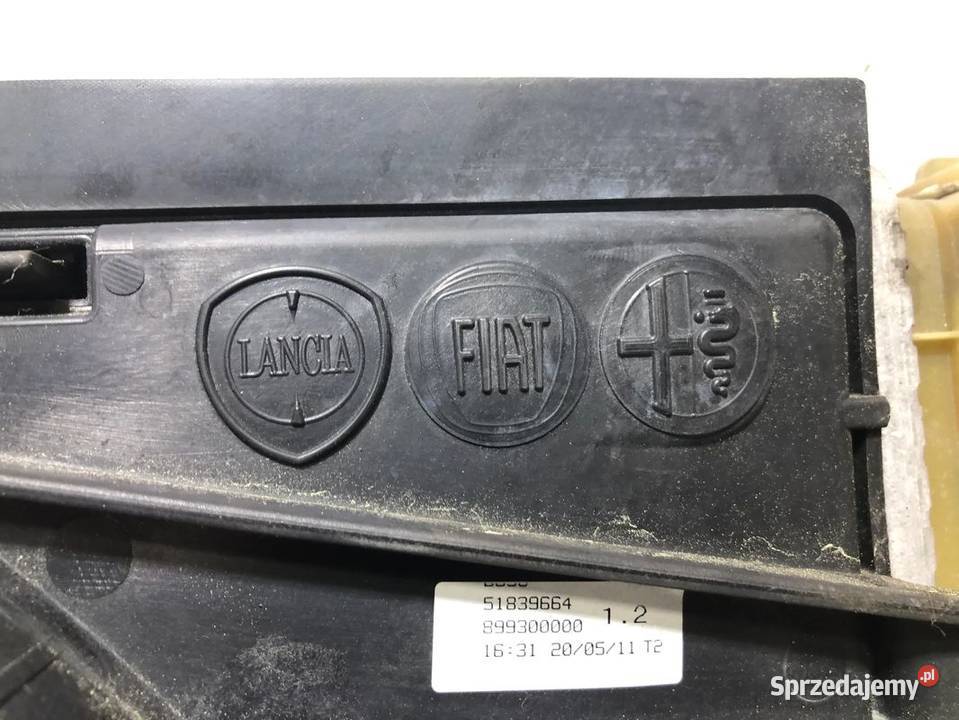 LANCIA
FIAT
51839664
899300000 1.2
16:31 20/05/11 T2
Sprzedajemy.pl